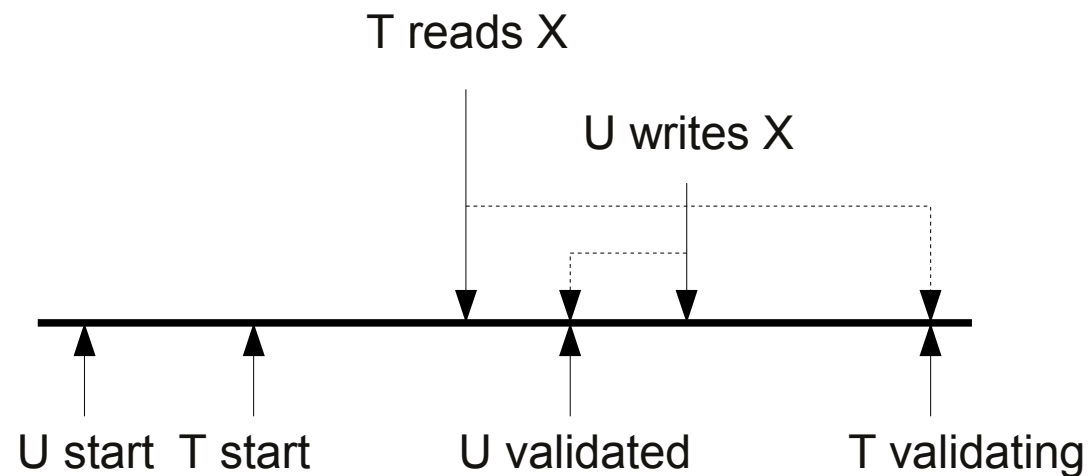 T reads X
U writes X
U start
T start
U validated
T validating